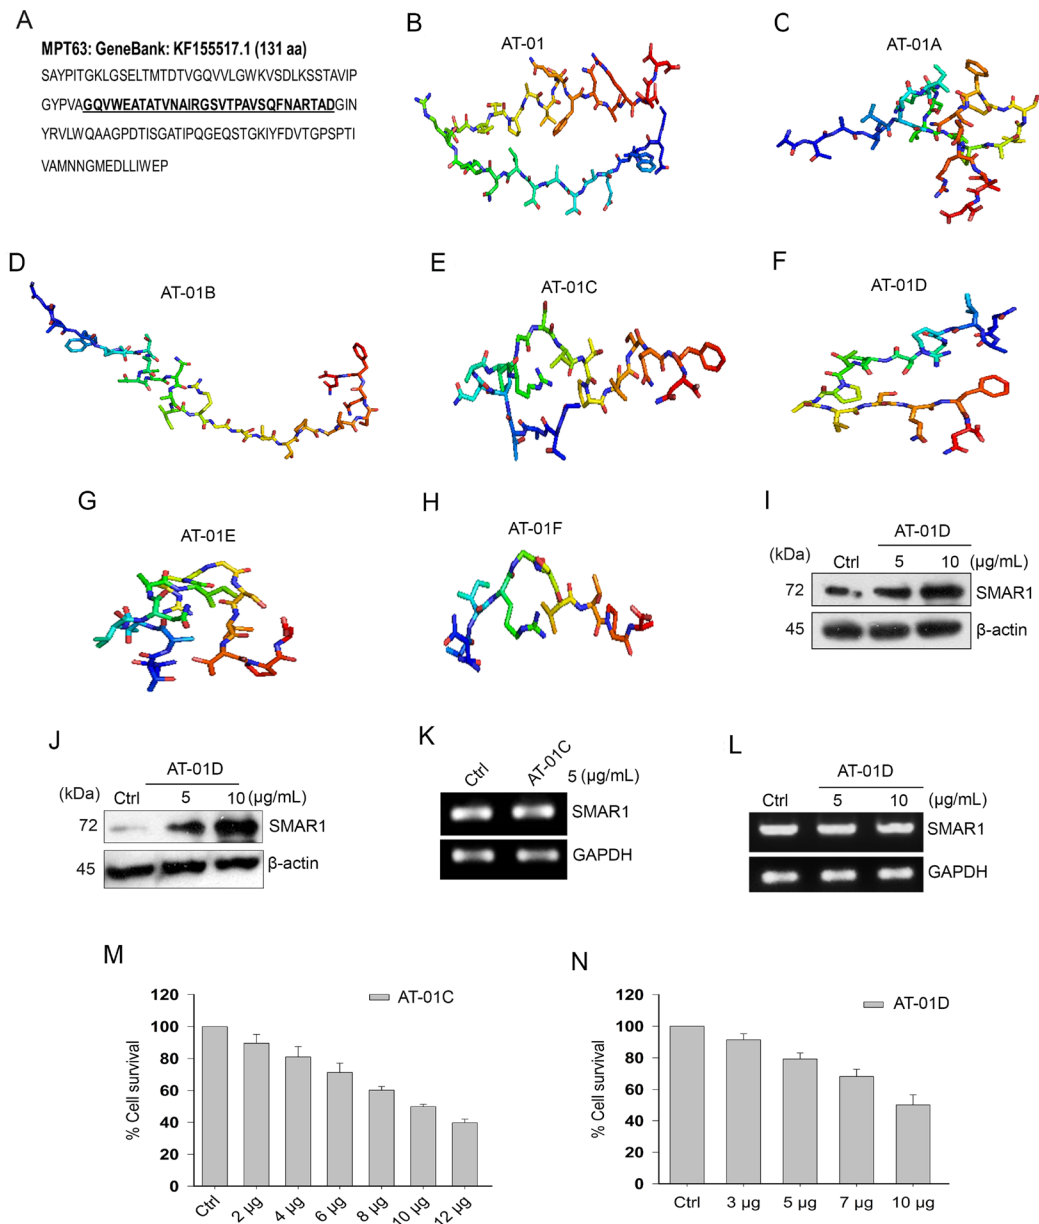 A
MPT63: GeneBank: KF155517.1 (131 aa)
SAYPITGKLGSELTMTDTVGQVVLGWKVSDLKSSTAVIP
GYPVAGQVWEATATVNAIRGSVTPAVSQFNARTADGIN
YRVLWQAAGPDTISGATIPQGEQSTGKIYFDVTGPSPTI
VAMNNGMEDLLIWEP
B
AT-01
C
AT-01A
D
AT-01B
E
AT-01C
F
AT-01D
G
AT-01E
H
AT-01F
I
AT-01D
(kDa) Ctrl 5 10 (µg/mL)
72 SMAR1
45 β-actin
J
AT-01D
(kDa) Ctrl 5 10 (µg/mL)
72 SMAR1
45 β-actin
K
Ctrl AT-01C 5 (µg/mL)
SMAR1
GAPDH
L
AT-01D
Ctrl 5 10 (µg/mL)
SMAR1
GAPDH
M
AT-01C
% Cell survival
120
100
80
60
40
20
0
Ctrl 2 µg 4 µg 6 µg 8 µg 10 µg 12 µg
N
AT-01D
% Cell survival
120
100
80
60
40
20
0
Ctrl 3 µg 5 µg 7 µg 10 µg